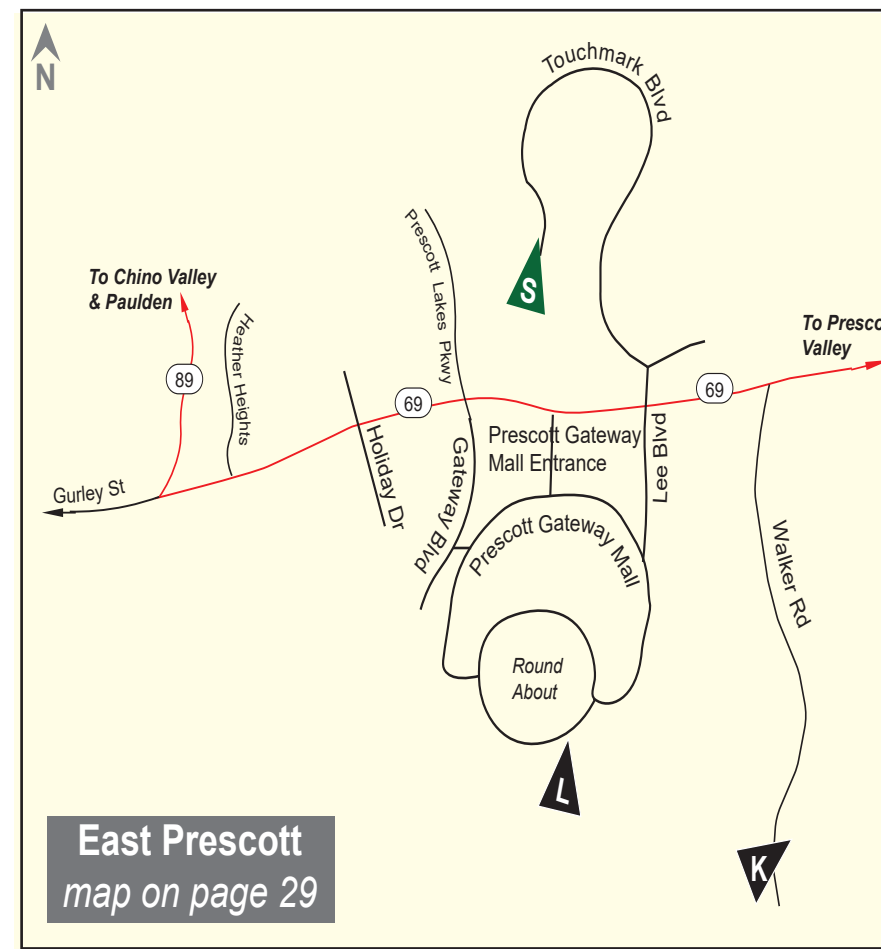 N
Touchmark Blvd
Prescott Lakes Pkwy
S
To Chino Valley
& Paulden
Heather Heights
89
To Presco
Valley
69
69
Prescott Gateway
Mall Entrance
Holiday Dr
Gateway Blvd
Lee Blvd
Gurley St
Prescott Gateway Mall
Walker Rd
Round
About
L
K
East Prescott
map on page 29